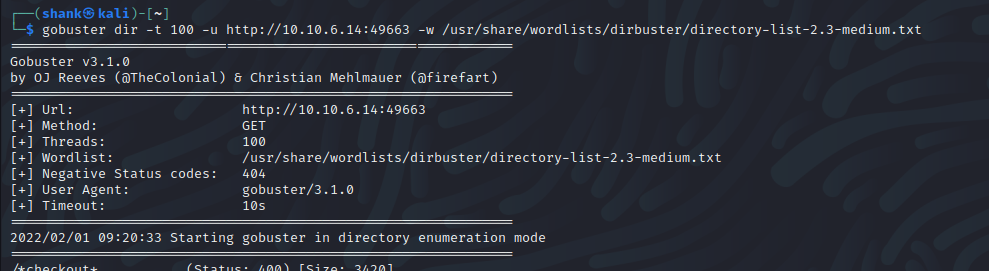 ┌──(shank㉿kali)-[~]
└─$ gobuster dir -t 100 -u http://10.10.6.14:49663 -w /usr/share/wordlists/dirbuster/directory-list-2.3-medium.txt
===============================================================
Gobuster v3.1.0
by OJ Reeves (@TheColonial) & Christian Mehlmauer (@firefart)
===============================================================
[+] Url:                     http://10.10.6.14:49663
[+] Method:                  GET
[+] Threads:                 100
[+] Wordlist:                /usr/share/wordlists/dirbuster/directory-list-2.3-medium.txt
[+] Negative Status codes:   404
[+] User Agent:              gobuster/3.1.0
[+] Timeout:                 10s
===============================================================
2022/02/01 09:20:33 Starting gobuster in directory enumeration mode
===============================================================
/*checkout*           (Status: 400) [Size: 3420]